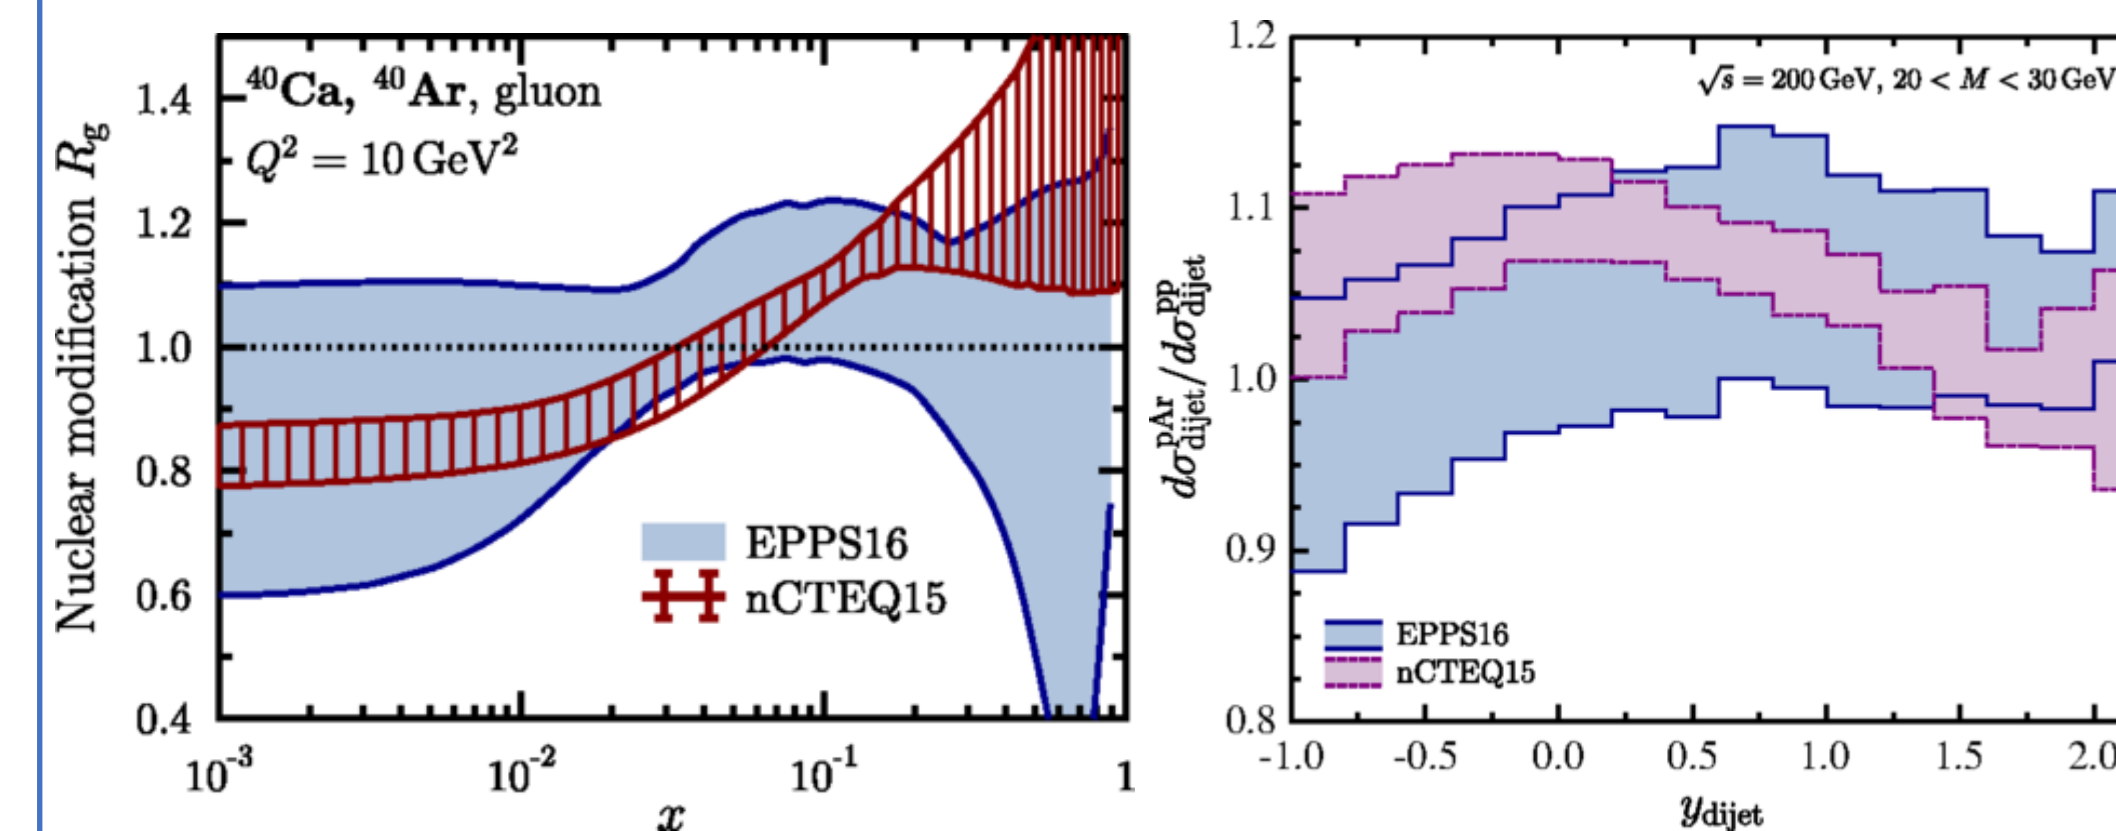 ⁴⁰Ca, ⁴⁰Ar, gluon
Q² = 10 GeV²
Nuclear modification R_g
1.4
1.2
1.0
0.8
0.6
0.4
EPPS16
nCTEQ15
10⁻³ 10⁻² 10⁻¹ 1
x
√s = 200 GeV, 20 < M < 30 GeV
dσ^pAr_dijet / dσ^pp_dijet
1.2
1.1
1.0
0.9
0.8
EPPS16
nCTEQ15
-1.0 -0.5 0.0 0.5 1.0 1.5 2.0
y_dijet